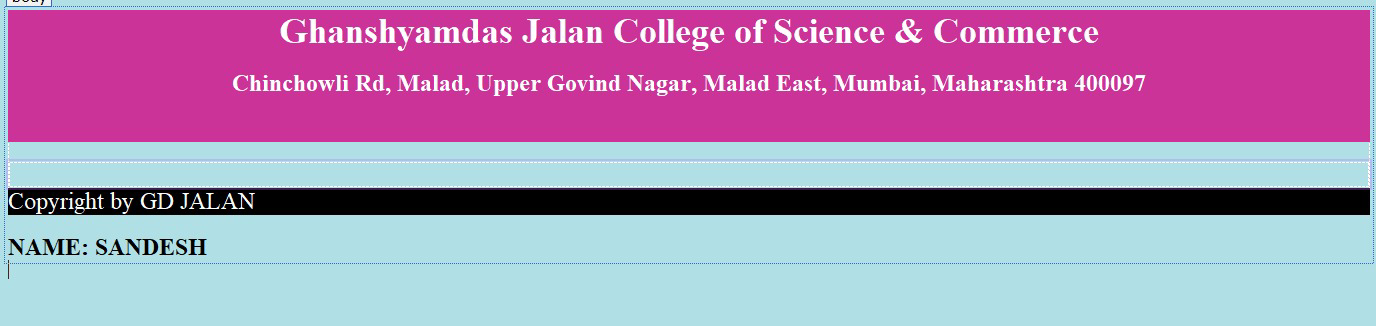 body
Ghanshyamdas Jalan College of Science & Commerce
Chinchowli Rd, Malad, Upper Govind Nagar, Malad East, Mumbai, Maharashtra 400097
Copyright by GD JALAN
NAME: SANDESH